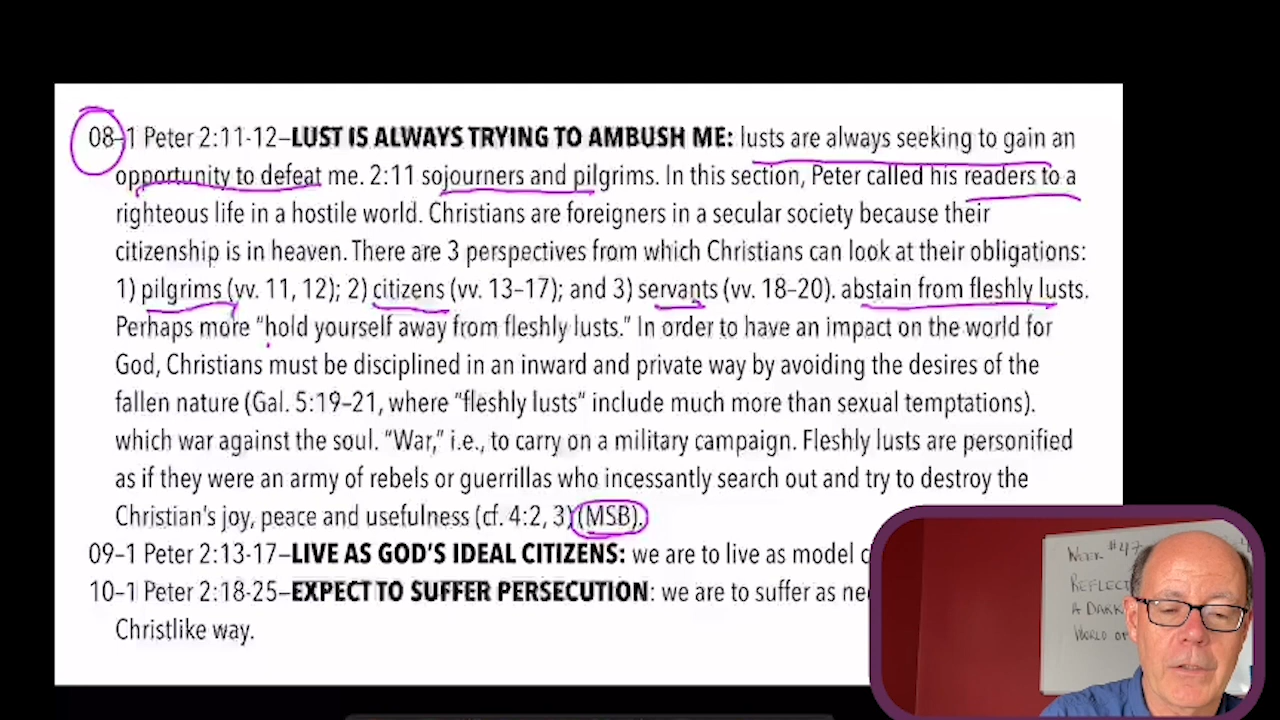 08–1 Peter 2:11-12–LUST IS ALWAYS TRYING TO AMBUSH ME: lusts are always seeking to gain an
opportunity to defeat me. 2:11 sojourners and pilgrims. In this section, Peter called his readers to a
righteous life in a hostile world. Christians are foreigners in a secular society because their
citizenship is in heaven. There are 3 perspectives from which Christians can look at their obligations:
1) pilgrims (vv. 11, 12); 2) citizens (vv. 13–17); and 3) servants (vv. 18–20). abstain from fleshly lusts.
Perhaps more “hold yourself away from fleshly lusts.” In order to have an impact on the world for
God, Christians must be disciplined in an inward and private way by avoiding the desires of the
fallen nature (Gal. 5:19–21, where “fleshly lusts“ include much more than sexual temptations).
which war against the soul. “War,” i.e., to carry on a military campaign. Fleshly lusts are personified
as if they were an army of rebels or guerrillas who incessantly search out and try to destroy the
Christian’s joy, peace and usefulness (cf. 4:2, 3) (MSB).
09–1 Peter 2:13-17–LIVE AS GOD’S IDEAL CITIZENS: we are to live as model
10–1 Peter 2:18-25–EXPECT TO SUFFER PERSECUTION: we are to suffer as
Christlike way.
WEEK #47
A DARK
WORLD OF